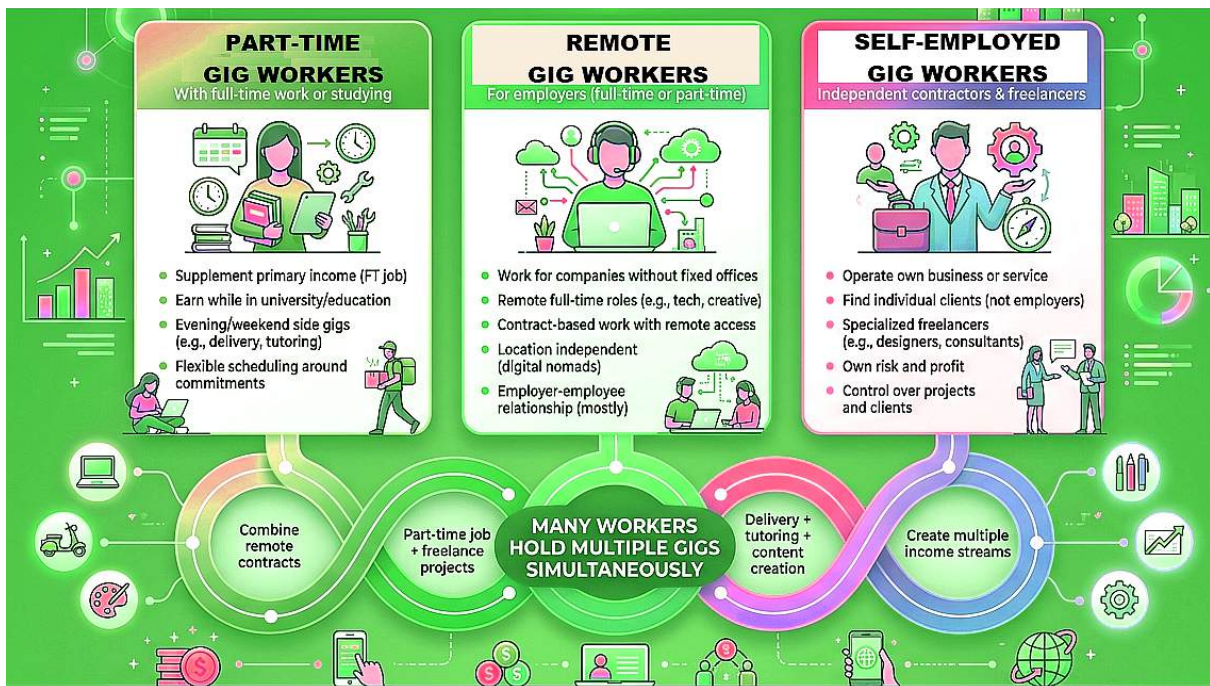 PART-TIME
GIG WORKERS
With full-time work or studying
Supplement primary income (FT job)
Earn while in university/education
Evening/weekend side gigs
(e.g., delivery, tutoring)
Flexible scheduling around
commitments
REMOTE
GIG WORKERS
For employers (full-time or part-time)
Work for companies without fixed offices
Remote full-time roles (e.g., tech, creative)
Contract-based work with remote access
Location independent
(digital nomads)
Employer-employee
relationship (mostly)
SELF-EMPLOYED
GIG WORKERS
Independent contractors & freelancers
Operate own business or service
Find individual clients (not employers)
Specialized freelancers
(e.g., designers, consultants)
Own risk and profit
Control over projects
and clients
Combine
remote
contracts
Part-time job
+ freelance
projects
MANY WORKERS
HOLD MULTIPLE GIGS
SIMULTANEOUSLY
Delivery +
tutoring +
content
creation
Create multiple
income streams